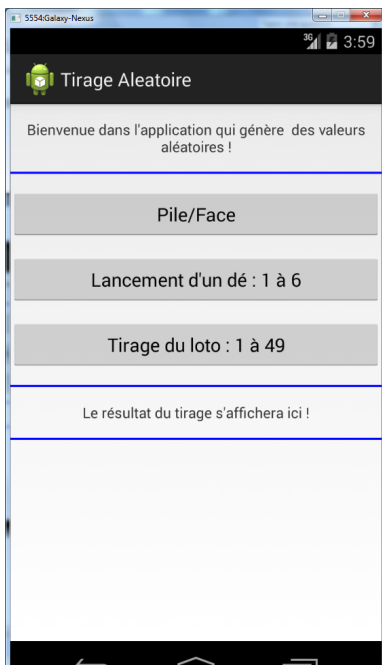 5554:Galaxy-Nexus
3G 3:59
Tirage Aleatoire
Bienvenue dans l'application qui génère des valeurs
aléatoires !
Pile/Face
Lancement d'un dé : 1 à 6
Tirage du loto : 1 à 49
Le résultat du tirage s'affichera ici !